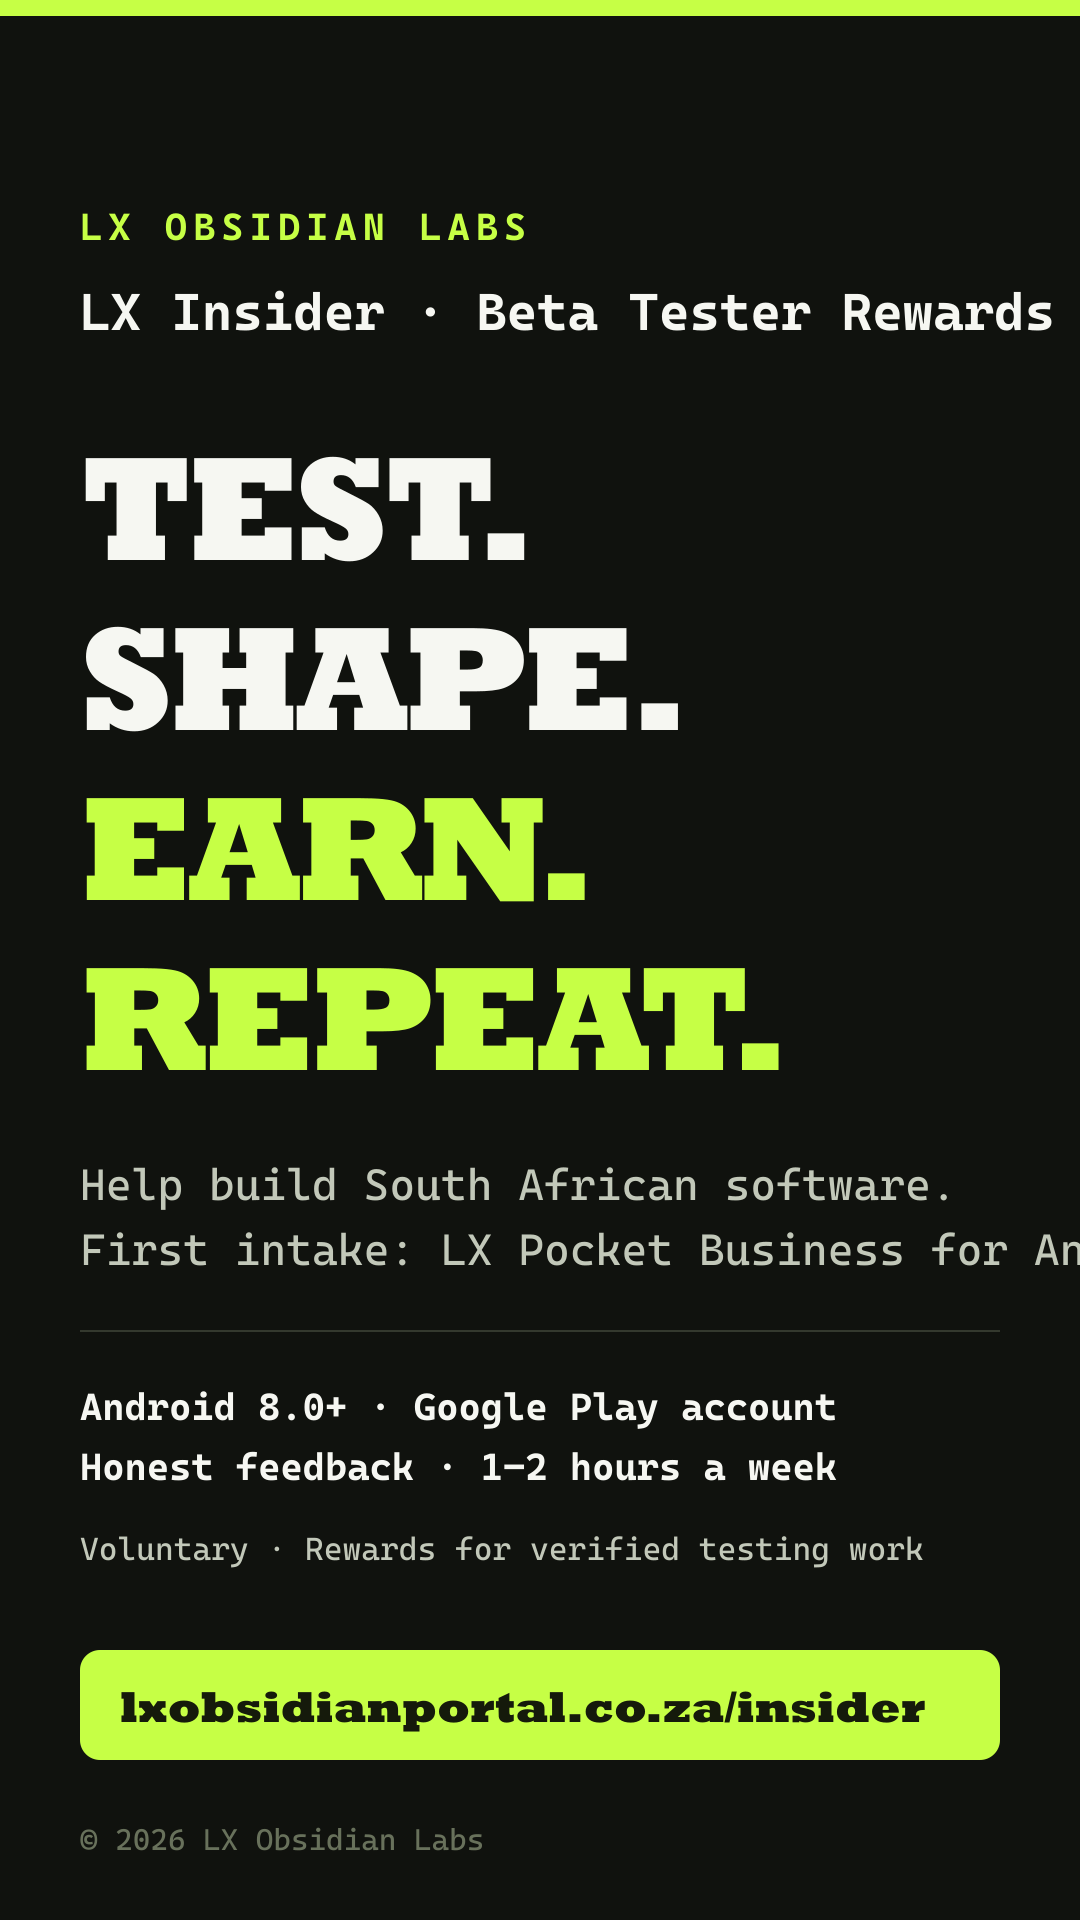 LX OBSIDIAN LABS
LX Insider · Beta Tester Rewards
TEST.
SHAPE.
EARN.
REPEAT.
Help build South African software.
First intake: LX Pocket Business for An
Android 8.0+ · Google Play account
Honest feedback · 1–2 hours a week
Voluntary · Rewards for verified testing work
lxobsidianportal.co.za/insider
© 2026 LX Obsidian Labs